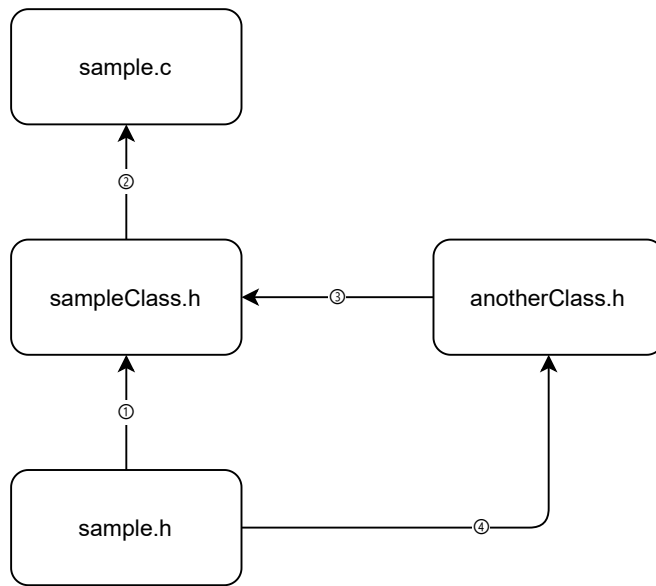 sample.c
②
sampleClass.h
③
anotherClass.h
①
sample.h
④